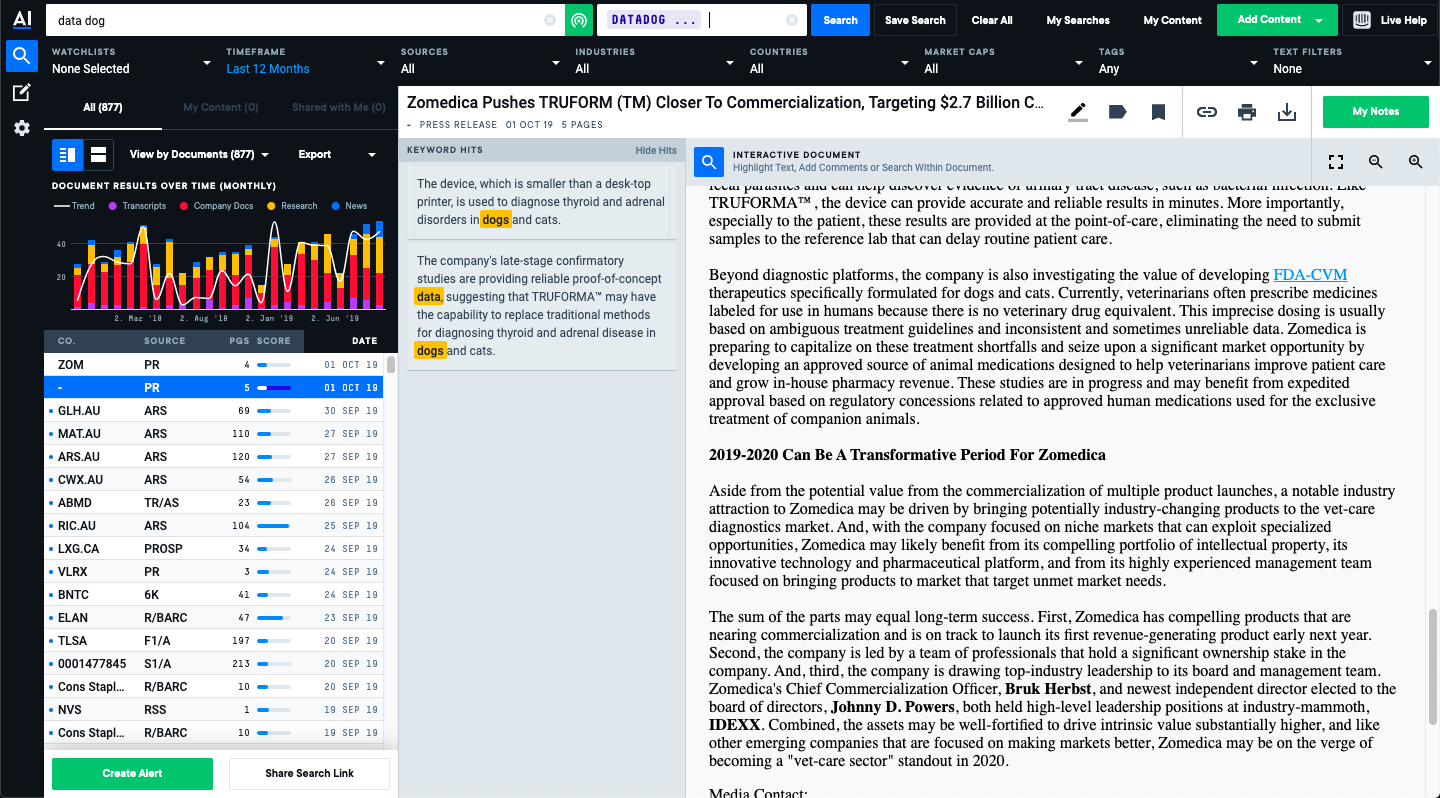 AI
data dog
DATADOG ...
Search
Save Search
Clear All
My Searches
My Content
Add Content
Live Help
WATCHLISTS
None Selected
TIMEFRAME
Last 12 Months
SOURCES
All
INDUSTRIES
All
COUNTRIES
All
MARKET CAPS
All
TAGS
Any
TEXT FILTERS
None
All (877)
My Content (0)
Shared with Me (0)
View by Documents (877)
Export
DOCUMENT RESULTS OVER TIME (MONTHLY)
Trend Transcripts Company Docs Research News
40
20
2. Mar '18 2. Aug '18 2. Jan '19 2. Jun '19
CO. SOURCE PGS SCORE DATE
ZOM PR 4 01 OCT 19
- PR 5 01 OCT 19
GLH.AU ARS 69 30 SEP 19
MAT.AU ARS 110 27 SEP 19
ARS.AU ARS 120 27 SEP 19
CWX.AU ARS 54 26 SEP 19
ABMD TR/AS 23 26 SEP 19
RIC.AU ARS 104 25 SEP 19
LXG.CA PROSP 34 24 SEP 19
VLRX PR 3 24 SEP 19
BNTC 6K 41 24 SEP 19
ELAN R/BARC 47 23 SEP 19
TLSA F1/A 197 20 SEP 19
0001477845 S1/A 213 20 SEP 19
Cons Stapl... R/BARC 10 20 SEP 19
NVS RSS 1 19 SEP 19
Cons Stapl... R/BARC 10 19 SEP 19
Create Alert
Share Search Link
Zomedica Pushes TRUFORM (TM) Closer To Commercialization, Targeting $2.7 Billion C...
- PRESS RELEASE 01 OCT 19 5 PAGES
My Notes
KEYWORD HITS
Hide Hits
The device, which is smaller than a desk-top
printer, is used to diagnose thyroid and adrenal
disorders in dogs and cats.
The company's late-stage confirmatory
studies are providing reliable proof-of-concept
data, suggesting that TRUFORMA™ may have
the capability to replace traditional methods
for diagnosing thyroid and adrenal disease in
dogs and cats.
INTERACTIVE DOCUMENT
Highlight Text, Add Comments or Search Within Document.
fecal parasites and can help discover evidence of urinary tract disease, such as bacterial infection. Like
TRUFORMA™ , the device can provide accurate and reliable results in minutes. More importantly,
especially to the patient, these results are provided at the point-of-care, eliminating the need to submit
samples to the reference lab that can delay routine patient care.
Beyond diagnostic platforms, the company is also investigating the value of developing FDA-CVM
therapeutics specifically formulated for dogs and cats. Currently, veterinarians often prescribe medicines
labeled for use in humans because there is no veterinary drug equivalent. This imprecise dosing is usually
based on ambiguous treatment guidelines and inconsistent and sometimes unreliable data. Zomedica is
preparing to capitalize on these treatment shortfalls and seize upon a significant market opportunity by
developing an approved source of animal medications designed to help veterinarians improve patient care
and grow in-house pharmacy revenue. These studies are in progress and may benefit from expedited
approval based on regulatory concessions related to approved human medications used for the exclusive
treatment of companion animals.
2019-2020 Can Be A Transformative Period For Zomedica
Aside from the potential value from the commercialization of multiple product launches, a notable industry
attraction to Zomedica may be driven by bringing potentially industry-changing products to the vet-care
diagnostics market. And, with the company focused on niche markets that can exploit specialized
opportunities, Zomedica may likely benefit from its compelling portfolio of intellectual property, its
innovative technology and pharmaceutical platform, and from its highly experienced management team
focused on bringing products to market that target unmet market needs.
The sum of the parts may equal long-term success. First, Zomedica has compelling products that are
nearing commercialization and is on track to launch its first revenue-generating product early next year.
Second, the company is led by a team of professionals that hold a significant ownership stake in the
company. And, third, the company is drawing top-industry leadership to its board and management team.
Zomedica's Chief Commercialization Officer, Bruk Herbst, and newest independent director elected to the
board of directors, Johnny D. Powers, both held high-level leadership positions at industry-mammoth,
IDEXX. Combined, the assets may be well-fortified to drive intrinsic value substantially higher, and like
other emerging companies that are focused on making markets better, Zomedica may be on the verge of
becoming a "vet-care sector" standout in 2020.
Media Contact: